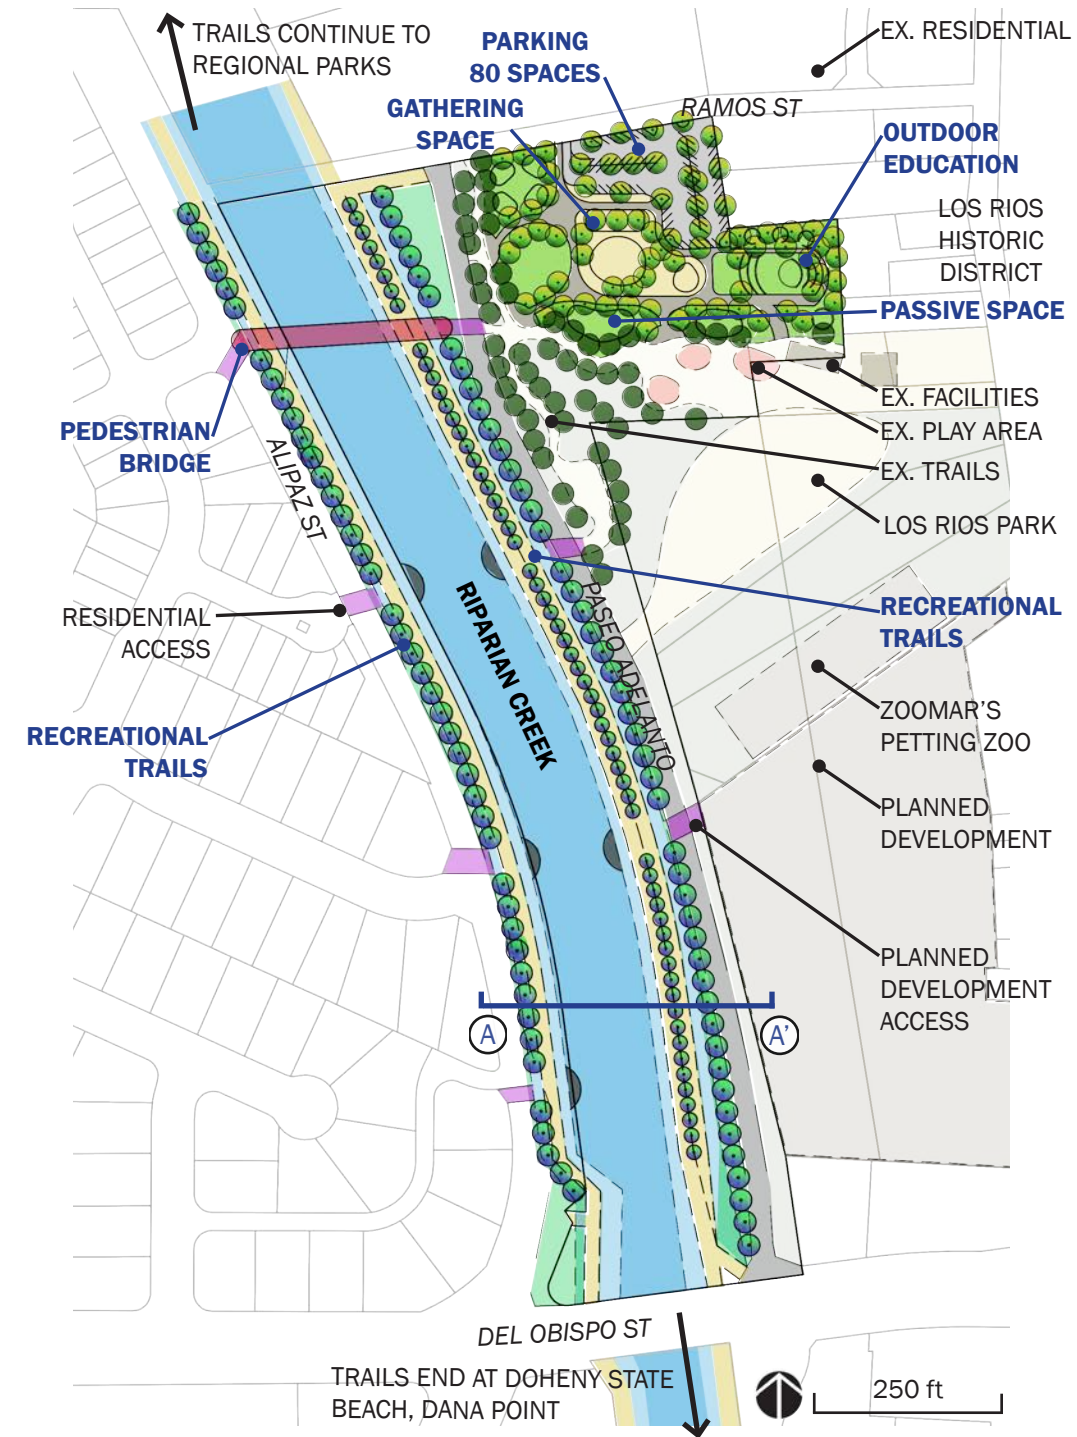 TRAILS CONTINUE TO
REGIONAL PARKS
PARKING
80 SPACES
EX. RESIDENTIAL
GATHERING
SPACE
RAMOS ST
OUTDOOR
EDUCATION
LOS RIOS
HISTORIC
DISTRICT
PASSIVE SPACE
EX. FACILITIES
EX. PLAY AREA
EX. TRAILS
PEDESTRIAN
BRIDGE
ALIPAZ ST
LOS RIOS PARK
RIPARIAN CREEK
PASEO ADELANTO
RESIDENTIAL
ACCESS
RECREATIONAL
TRAILS
RECREATIONAL
TRAILS
ZOOMAR'S
PETTING ZOO
PLANNED
DEVELOPMENT
PLANNED
DEVELOPMENT
ACCESS
A
A'
DEL OBISPO ST
TRAILS END AT DOHENY STATE
BEACH, DANA POINT
250 ft